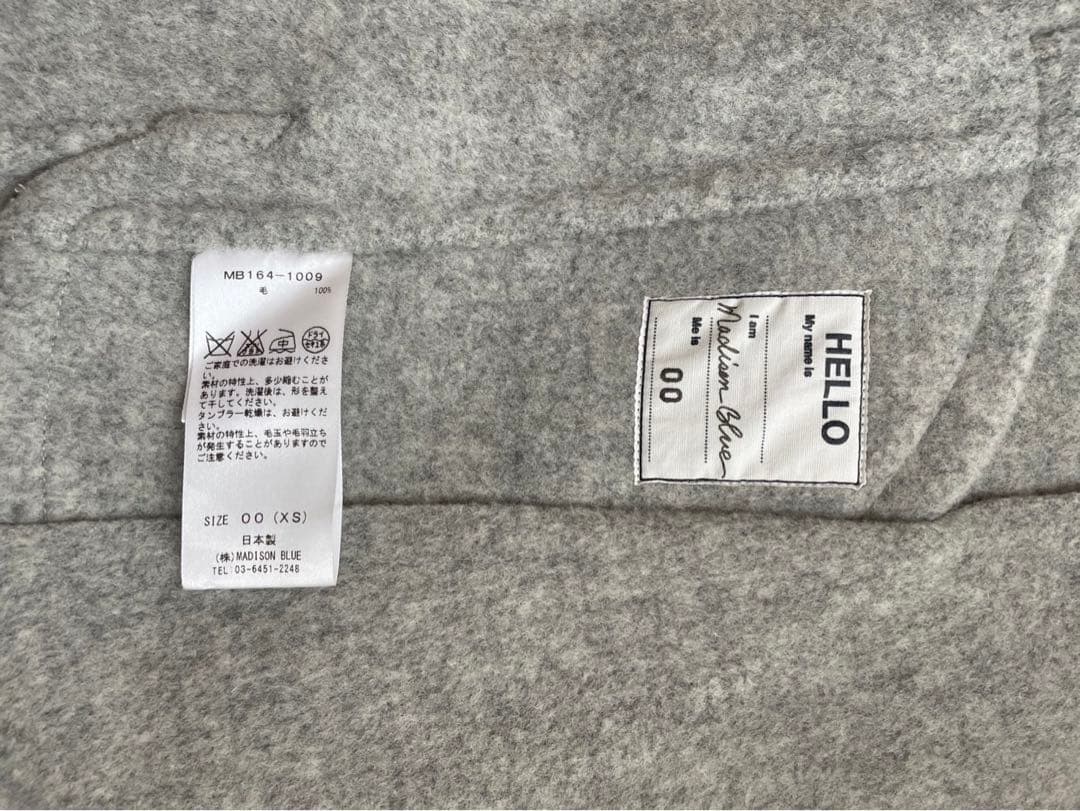 MB164-1009
毛 100%
ドライ
セキユ系
ご家庭での洗濯はお避けくださ
い。
素材の特性上、多少縮むことが
あります。洗濯後は、形を整え
て干してください。
タンブラー乾燥は、お避けくだ
さい。
素材の特性上、毛玉や毛羽立ち
が発生することがありますので
ご注意ください。
SIZE 00 (XS)
日本製
(株)MADISON BLUE
TEL 03-6451-2248
HELLO
My name is
I am
Madison Blue
Me is
00